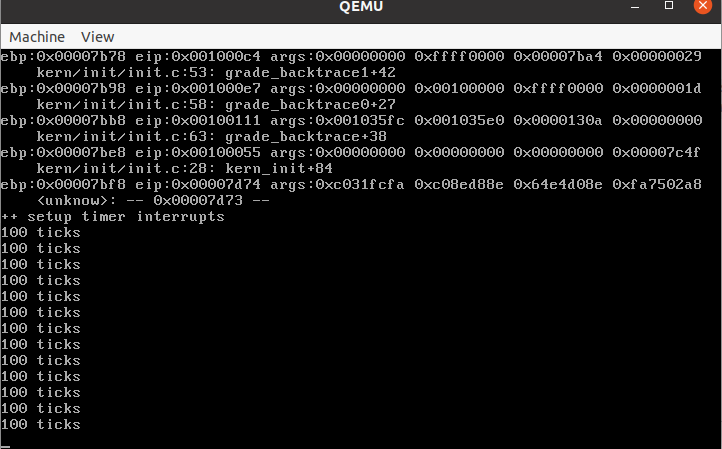 QEMU
Machine View
ebp:0x00007b78 eip:0x001000c4 args:0x00000000 0xffff0000 0x00007ba4 0x00000029
kern/init/init.c:53: grade_backtrace1+42
ebp:0x00007b98 eip:0x001000e7 args:0x00000000 0x00100000 0xffff0000 0x0000001d
kern/init/init.c:58: grade_backtrace0+27
ebp:0x00007bb8 eip:0x00100111 args:0x001035fc 0x001035e0 0x0000130a 0x00000000
kern/init/init.c:63: grade_backtrace+38
ebp:0x00007be8 eip:0x00100055 args:0x00000000 0x00000000 0x00000000 0x00007c4f
kern/init/init.c:28: kern_init+84
ebp:0x00007bf8 eip:0x00007d74 args:0xc031fcfa 0xc08ed88e 0x64e4d08e 0xfa7502a8
<unknow>: -- 0x00007d73 --
++ setup timer interrupts
100 ticks
100 ticks
100 ticks
100 ticks
100 ticks
100 ticks
100 ticks
100 ticks
100 ticks
100 ticks
100 ticks
100 ticks
100 ticks